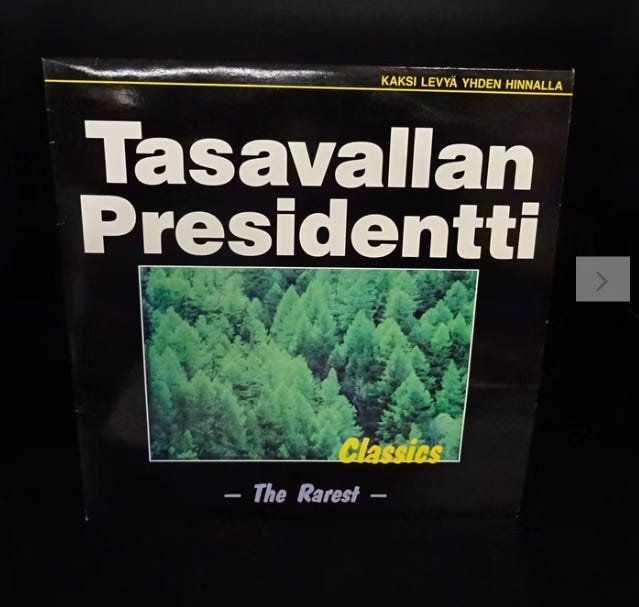 KAKSI LEVYÄ YHDEN HINNALLA
Tasavallan
Presidentti
Classics
— The Rarest —